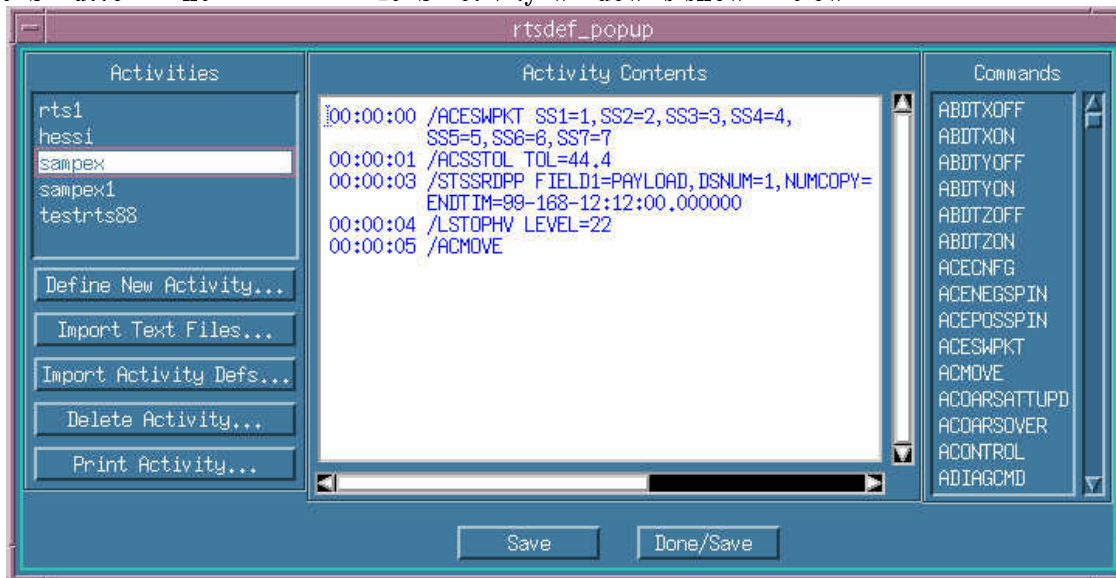 rtsdef_popup
Activities
rts1
hessi
sampex
sampex1
testrts88
Define New Activity...
Import Text Files...
Import Activity Defs...
Delete Activity...
Print Activity...
Activity Contents
00:00:00 /ACESWPKT SS1=1,SS2=2,SS3=3,SS4=4,
SS5=5,SS6=6,SS7=7
00:00:01 /ACSSTOL TOL=44.4
00:00:03 /STSSRDPP FIELD1=PAYLOAD,DSNUM=1,NUMCOPY=
ENDTIM=99-168-12:12:00.000000
00:00:04 /LSTOPHV LEVEL=22
00:00:05 /ACMOVE
Commands
ABDTXOFF
ABDTXON
ABDTYOFF
ABDTYON
ABDTZOFF
ABDTZON
ACECNFG
ACENEGSPIN
ACEPOSSPIN
ACESWPKT
ACMOVE
ACOARSATTUPD
ACOARSOVER
ACONTROL
ADIAGCMD
Save
Done/Save